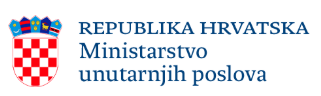 REPUBLIKA HRVATSKA
Ministarstvo
unutarnjih poslova